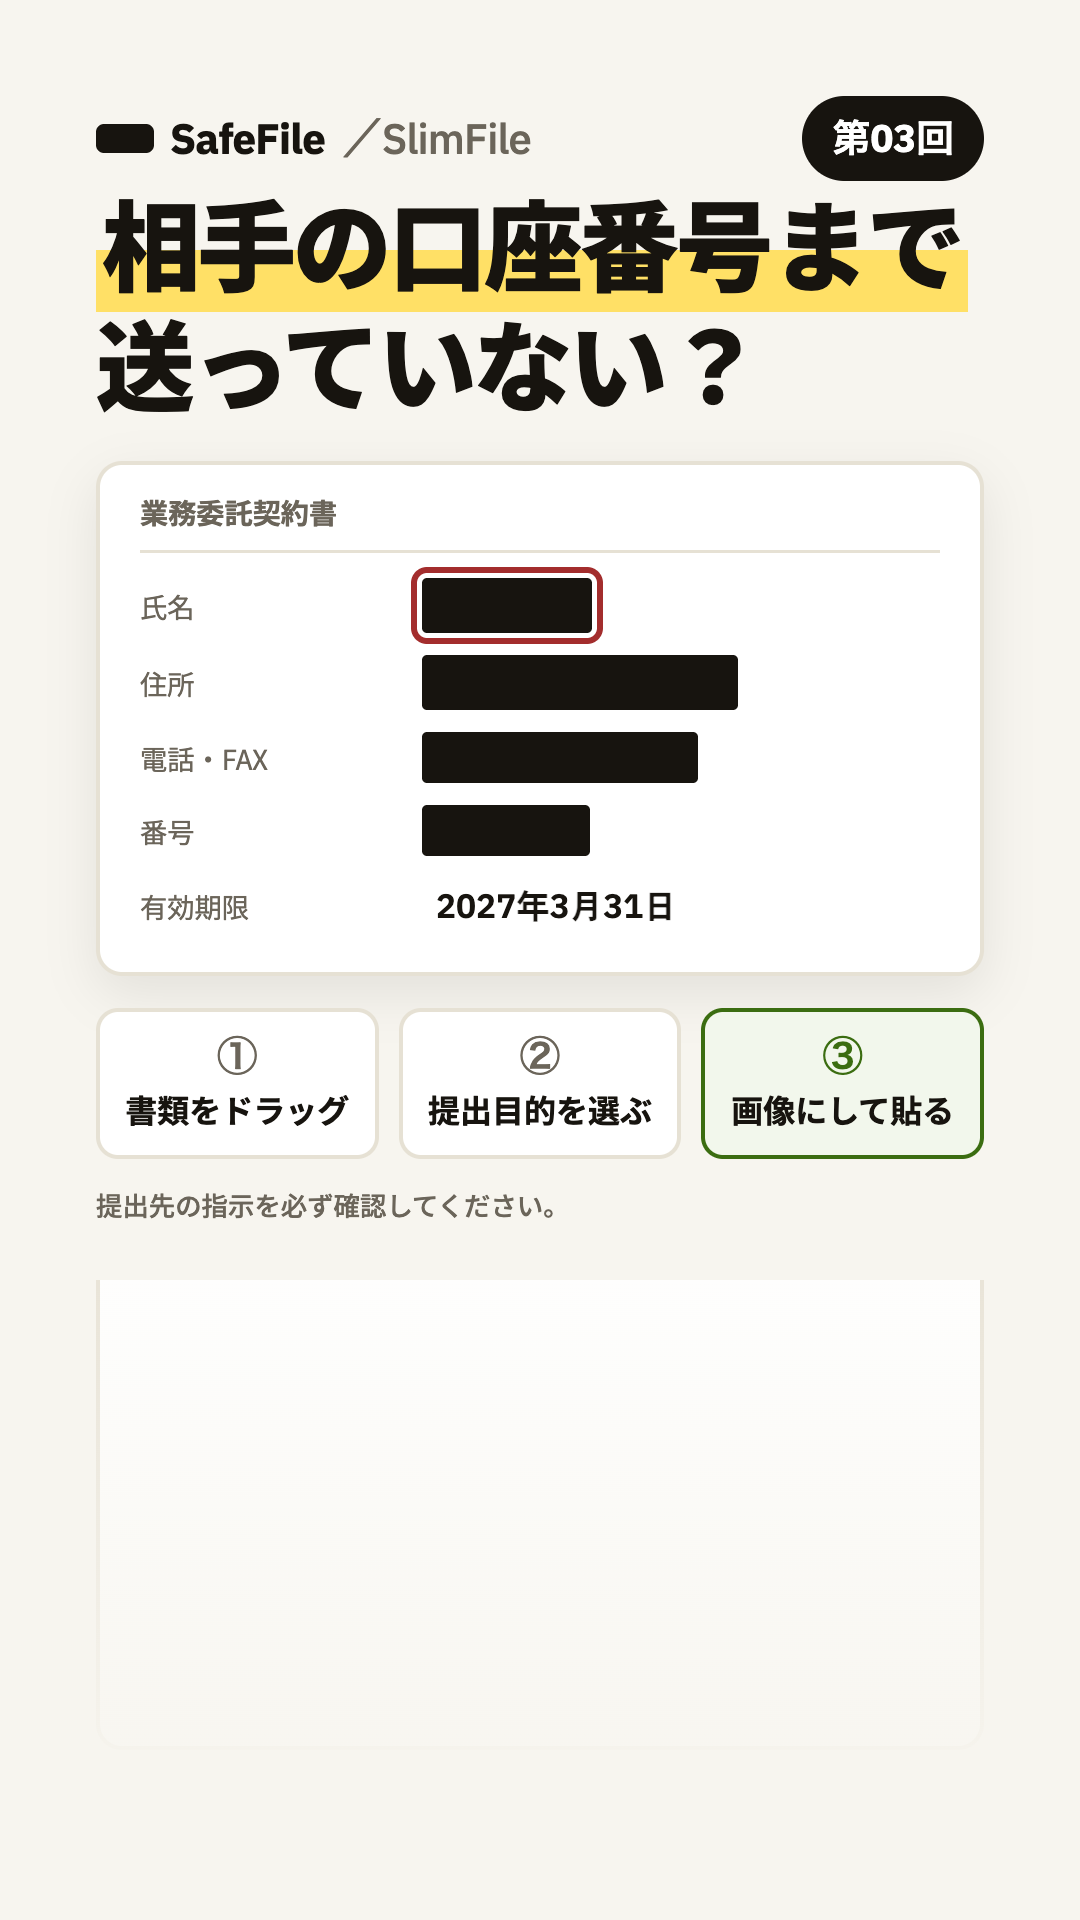 SafeFile ／SlimFile
第03回
相手の口座番号まで
送っていない？
業務委託契約書
氏名
住所
電話・FAX
番号
有効期限 2027年3月31日
①
書類をドラッグ
②
提出目的を選ぶ
③
画像にして貼る
提出先の指示を必ず確認してください。